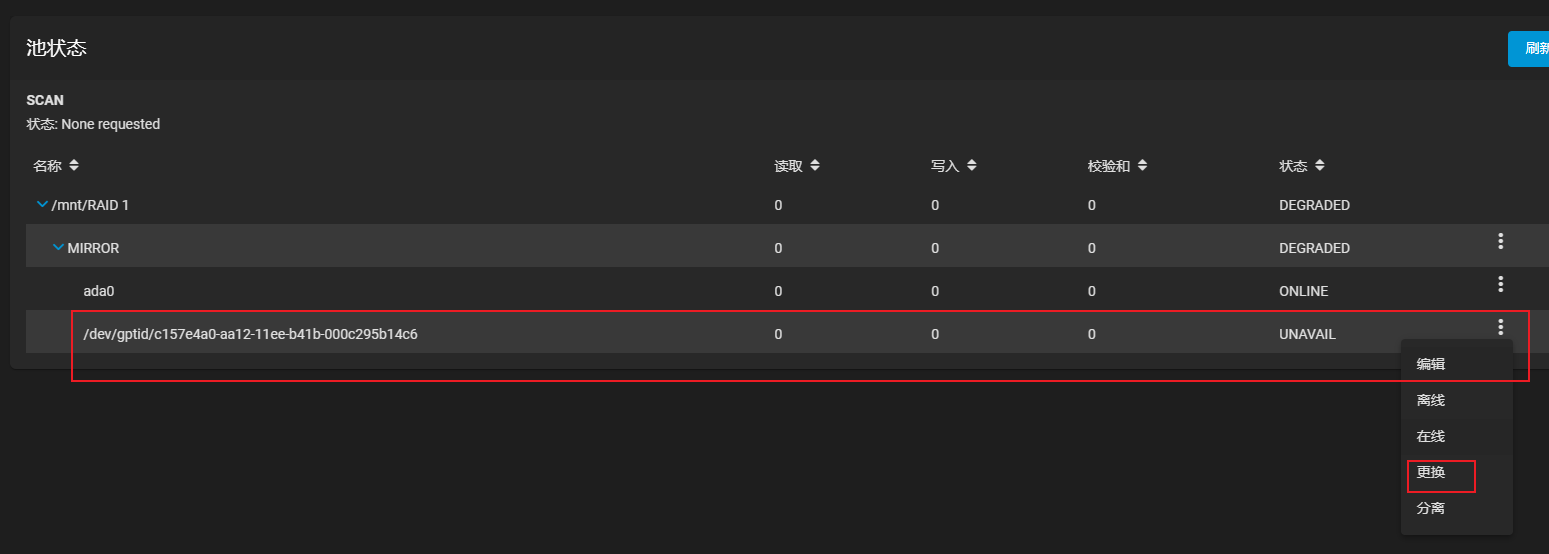 池状态
刷新
SCAN
状态: None requested
名称 读取 写入 校验和 状态
/mnt/RAID 1 0 0 0 DEGRADED
MIRROR 0 0 0 DEGRADED
ada0 0 0 0 ONLINE
/dev/gptid/c157e4a0-aa12-11ee-b41b-000c295b14c6 0 0 0 UNAVAIL
编辑
离线
在线
更换
分离